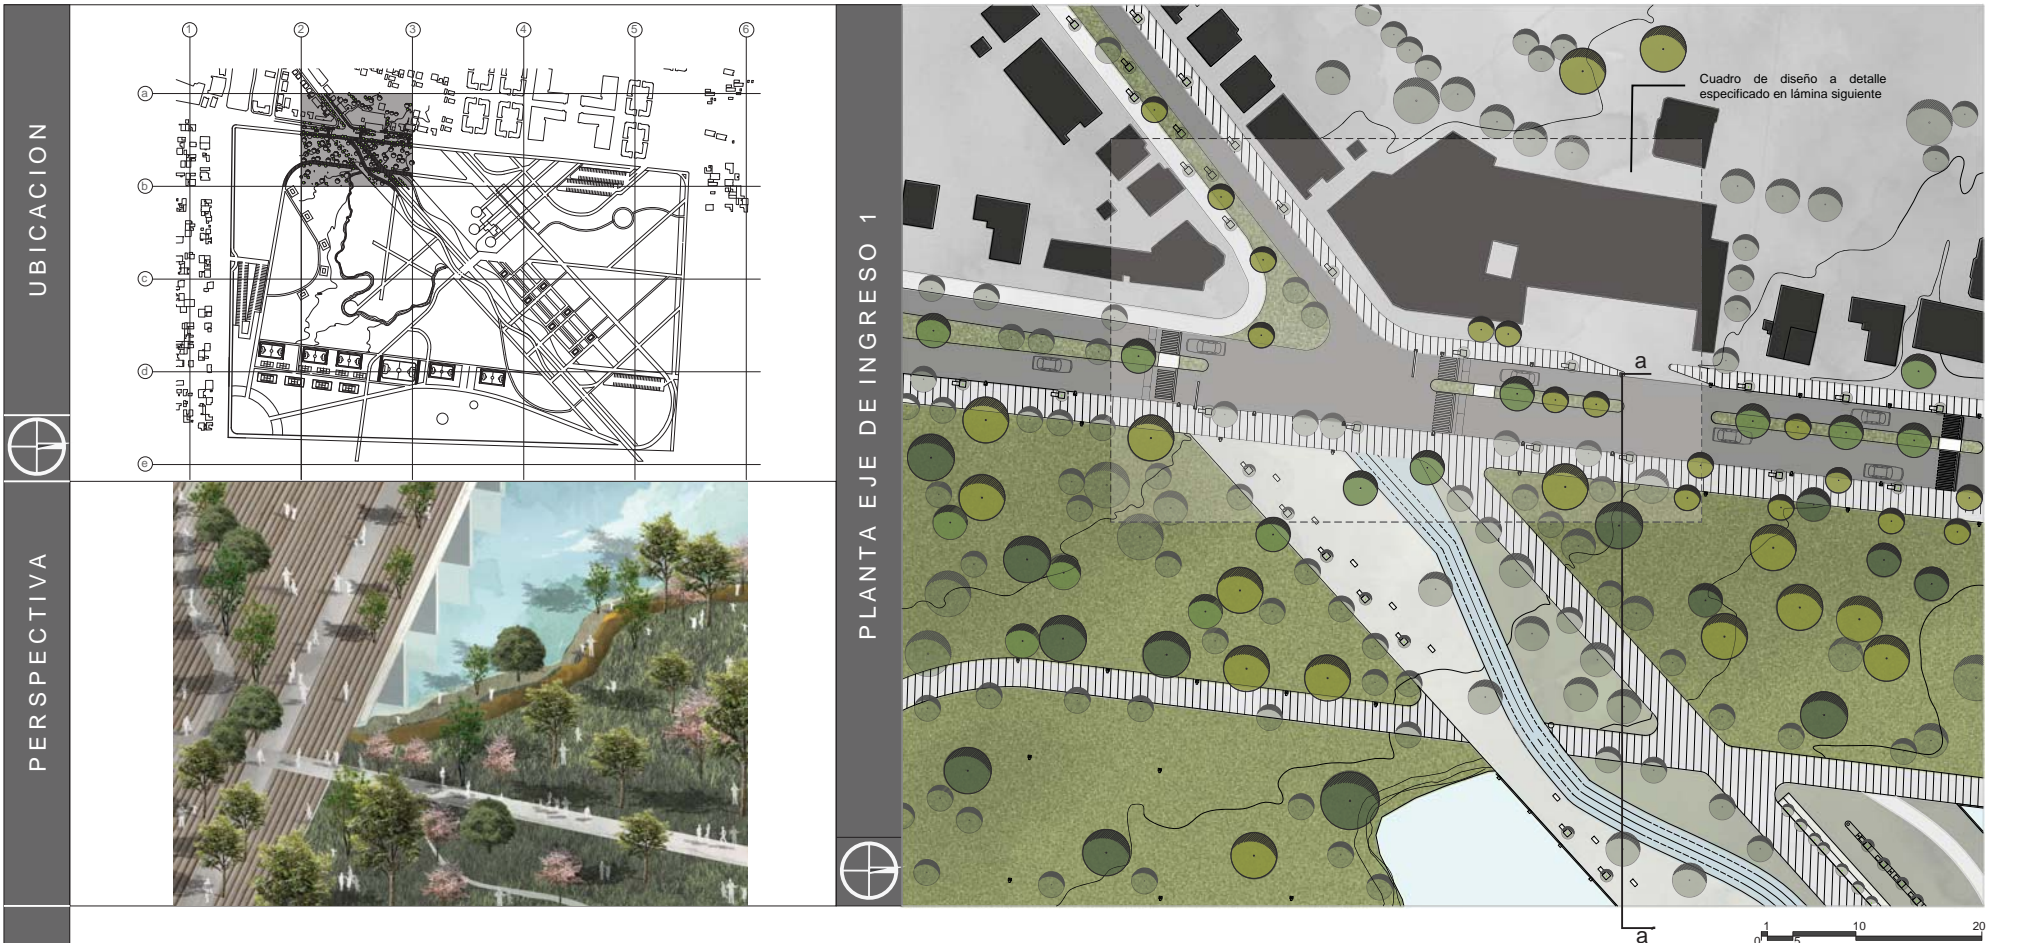 UBICACION
1 2 3 4 5 6
a
b
c
d
e
PERSPECTIVA
PLANTA EJE DE INGRESO 1
Cuadro de diseño a detalle
especificado en lámina siguiente
a
a
1 10 20
0 5